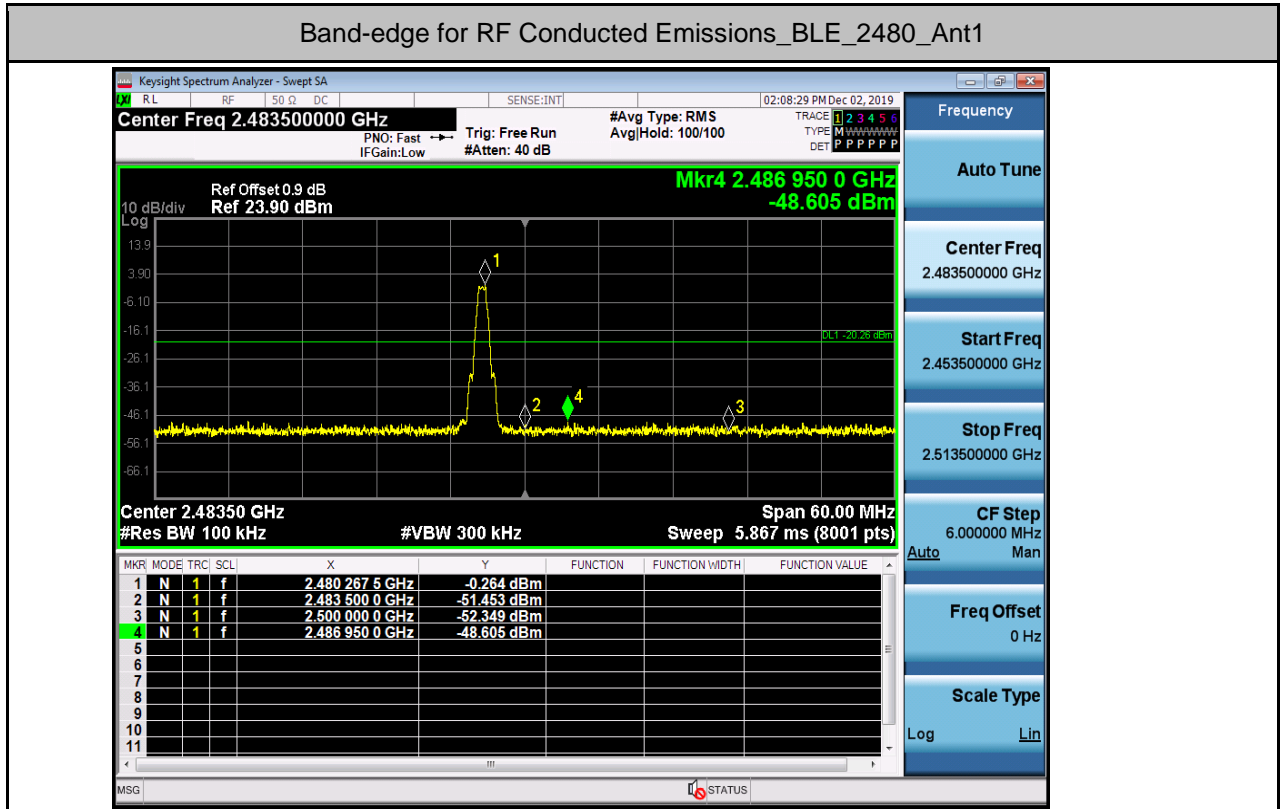 Band-edge for RF Conducted Emissions_BLE_2480_Ant1
Keysight Spectrum Analyzer - Swept SA
LXI RL RF 50 Ω DC SENSE:INT 02:08:29 PM Dec 02, 2019
Center Freq 2.483500000 GHz
PNO: Fast
IFGain:Low
Trig: Free Run
#Atten: 40 dB
#Avg Type: RMS
Avg|Hold: 100/100
TRACE 1 2 3 4 5 6
TYPE M WWWWW
DET P P P P P P
Mkr4 2.486 950 0 GHz
-48.605 dBm
Ref Offset 0.9 dB
10 dB/div Ref 23.90 dBm
Log
13.9
3.90
-6.10
-16.1
-26.1
-36.1
-46.1
-56.1
-66.1
1
2
4
3
DL1 -20.26 dBm
Center 2.48350 GHz Span 60.00 MHz
#Res BW 100 kHz #VBW 300 kHz Sweep 5.867 ms (8001 pts)
MKR MODE TRC SCL X Y FUNCTION FUNCTION WIDTH FUNCTION VALUE
1 N 1 f 2.480 267 5 GHz -0.264 dBm
2 N 1 f 2.483 500 0 GHz -51.453 dBm
3 N 1 f 2.500 000 0 GHz -52.349 dBm
4 N 1 f 2.486 950 0 GHz -48.605 dBm
5
6
7
8
9
10
11
MSG STATUS
Frequency
Auto Tune
Center Freq
2.483500000 GHz
Start Freq
2.453500000 GHz
Stop Freq
2.513500000 GHz
CF Step
6.000000 MHz
Auto Man
Freq Offset
0 Hz
Scale Type
Log Lin